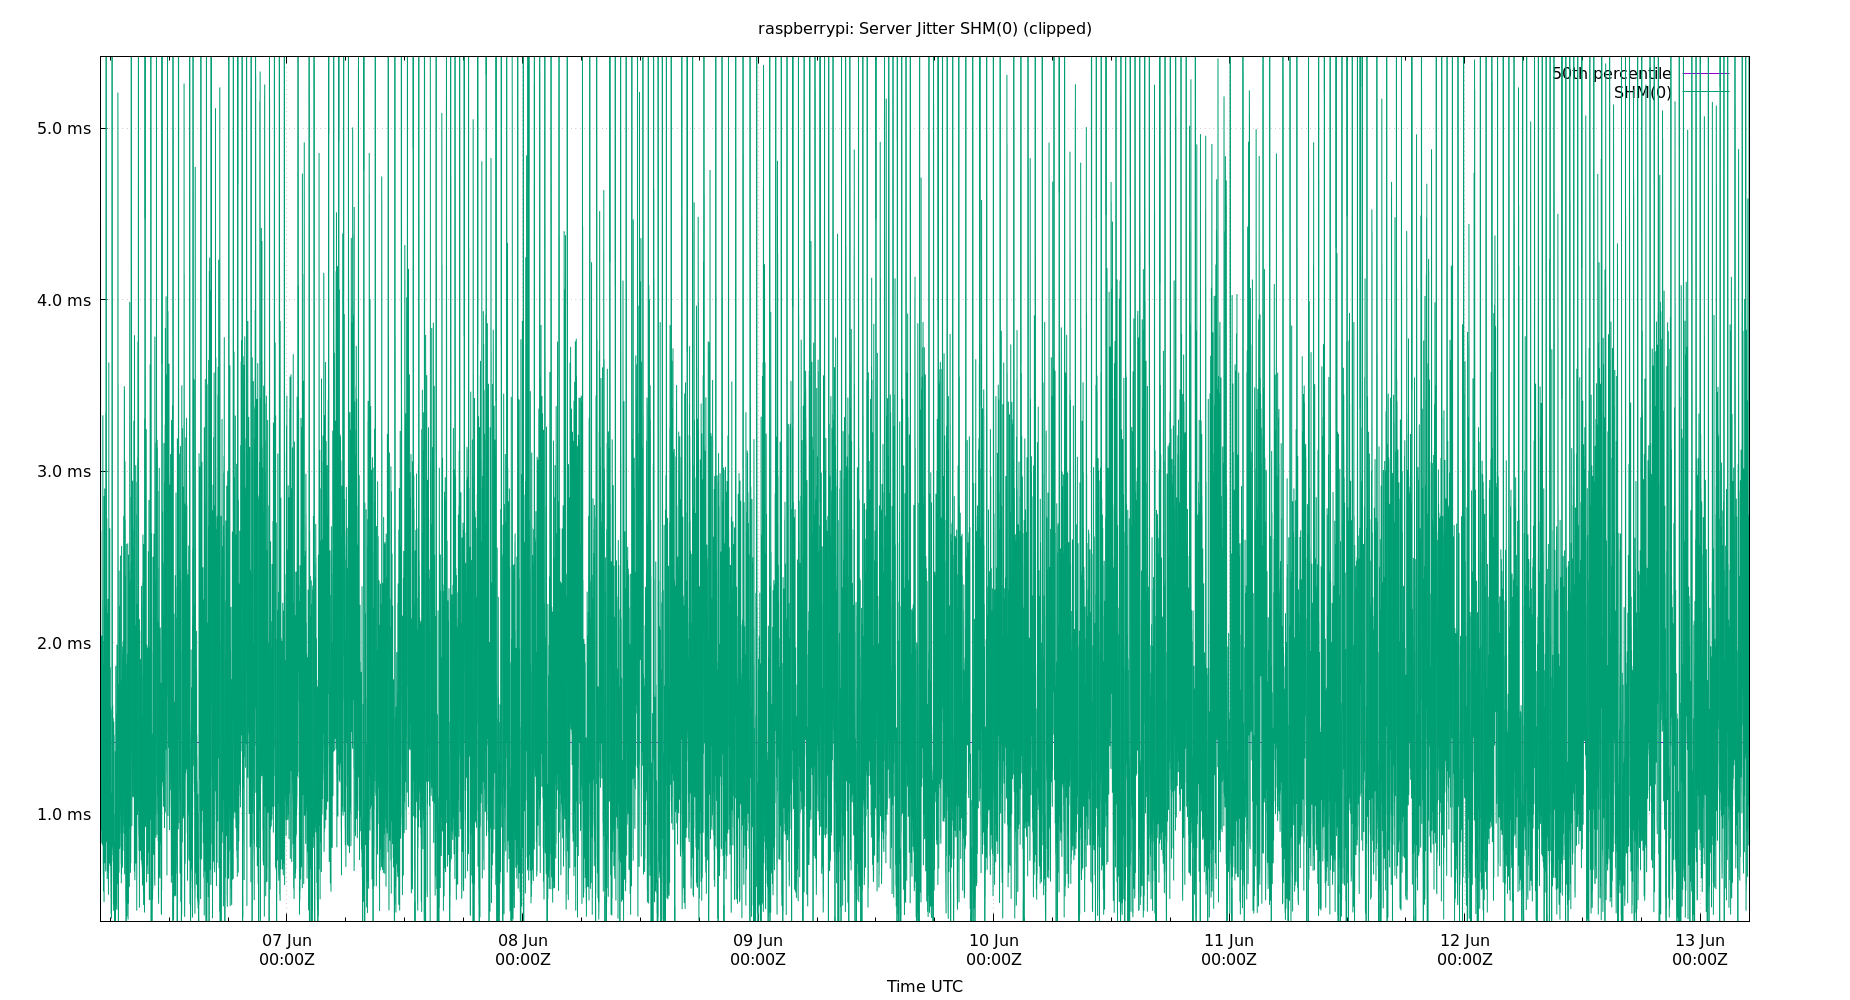 raspberrypi: Server Jitter SHM(0) (clipped)
50th percentile
SHM(0)
5.0 ms
4.0 ms
3.0 ms
2.0 ms
1.0 ms
07 Jun 08 Jun 09 Jun 10 Jun 11 Jun 12 Jun 13 Jun
00:00Z 00:00Z 00:00Z 00:00Z 00:00Z 00:00Z 00:00Z
Time UTC